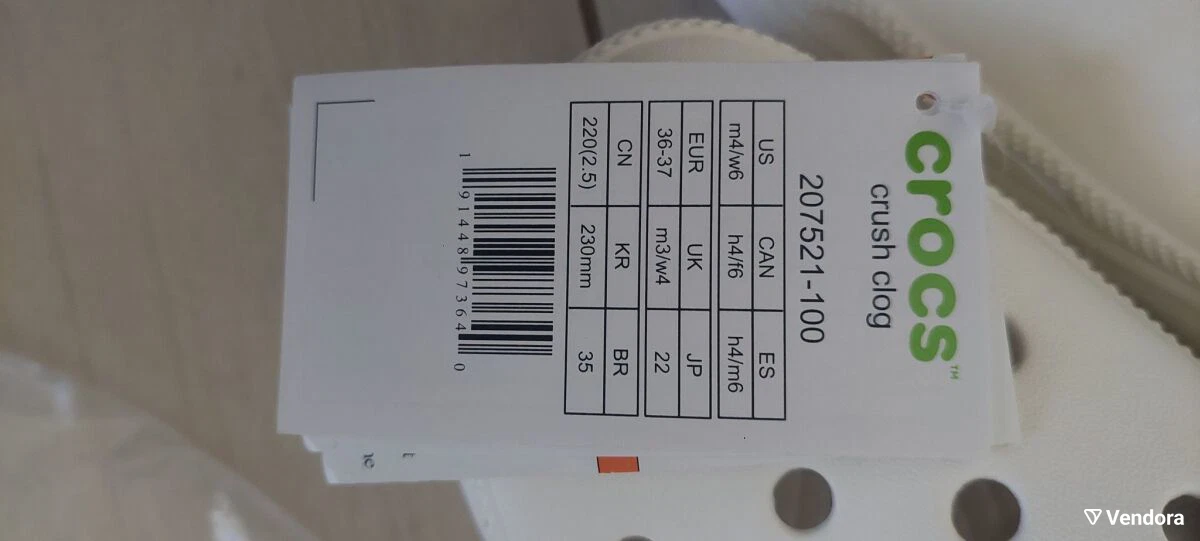 crocs™
crush clog
207521-100
US CAN ES
m4/w6 h4/f6 h4/m6
EUR UK JP
36-37 m3/w4 22
CN KR BR
220(2.5) 230mm 35
1 91448 97364 0
Vendora